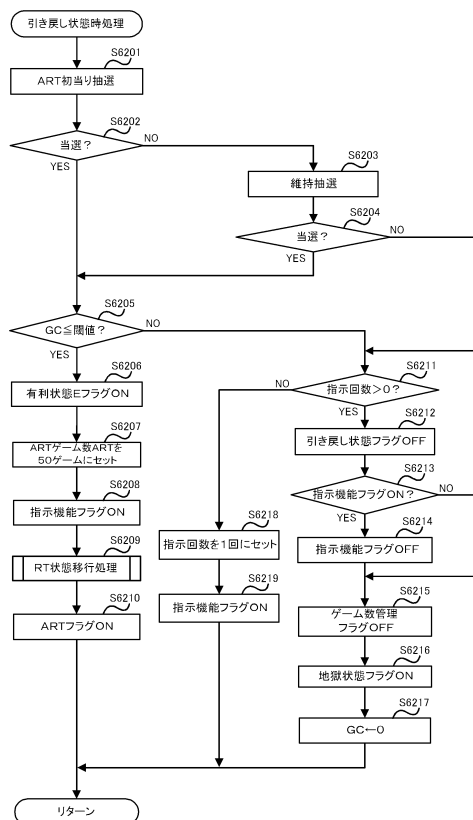 引き戻し状態時処理
S6201
ART初当り抽選
S6202
当選？
NO
YES
S6203
維持抽選
S6204
当選？
NO
YES
S6205
GC≦閾値？
NO
YES
S6206
有利状態EフラグON
S6207
ARTゲーム数ARTを
50ゲームにセット
S6208
指示機能フラグON
S6209
RT状態移行処理
S6210
ARTフラグON
S6211
指示回数>0？
NO
YES
S6212
引き戻し状態フラグOFF
S6213
指示機能フラグON？
NO
YES
S6214
指示機能フラグOFF
S6218
指示回数を1回にセット
S6219
指示機能フラグON
S6215
ゲーム数管理
フラグOFF
S6216
地獄状態フラグON
S6217
GC←0
リターン